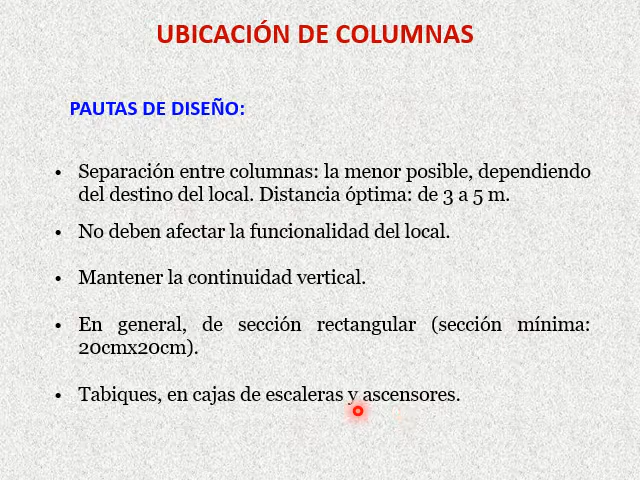 UBICACIÓN DE COLUMNAS
PAUTAS DE DISEÑO:
• Separación entre columnas: la menor posible, dependiendo
del destino del local. Distancia óptima: de 3 a 5 m.
• No deben afectar la funcionalidad del local.
• Mantener la continuidad vertical.
• En general, de sección rectangular (sección mínima:
20cmx20cm).
• Tabiques, en cajas de escaleras y ascensores.